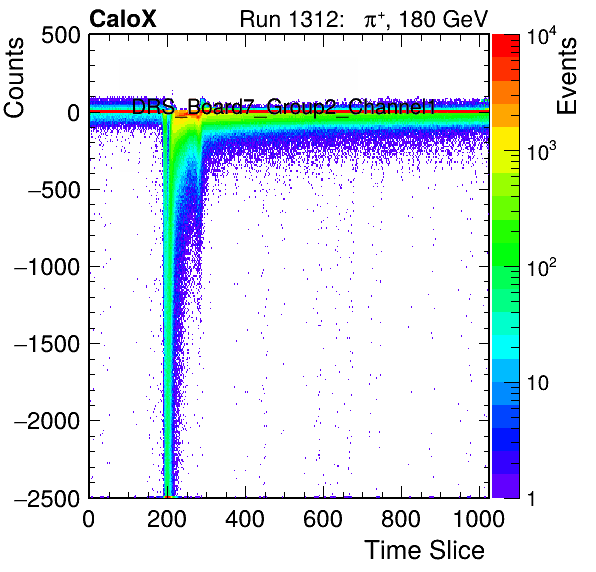 CaloX Run 1312: π⁺, 180 GeV
500
0
−500
−1000
−1500
−2000
−2500
Counts
DRS_Board7_Group2_Channel1
0 200 400 600 800 1000
Time Slice
10⁴
10³
10²
10
1
Events